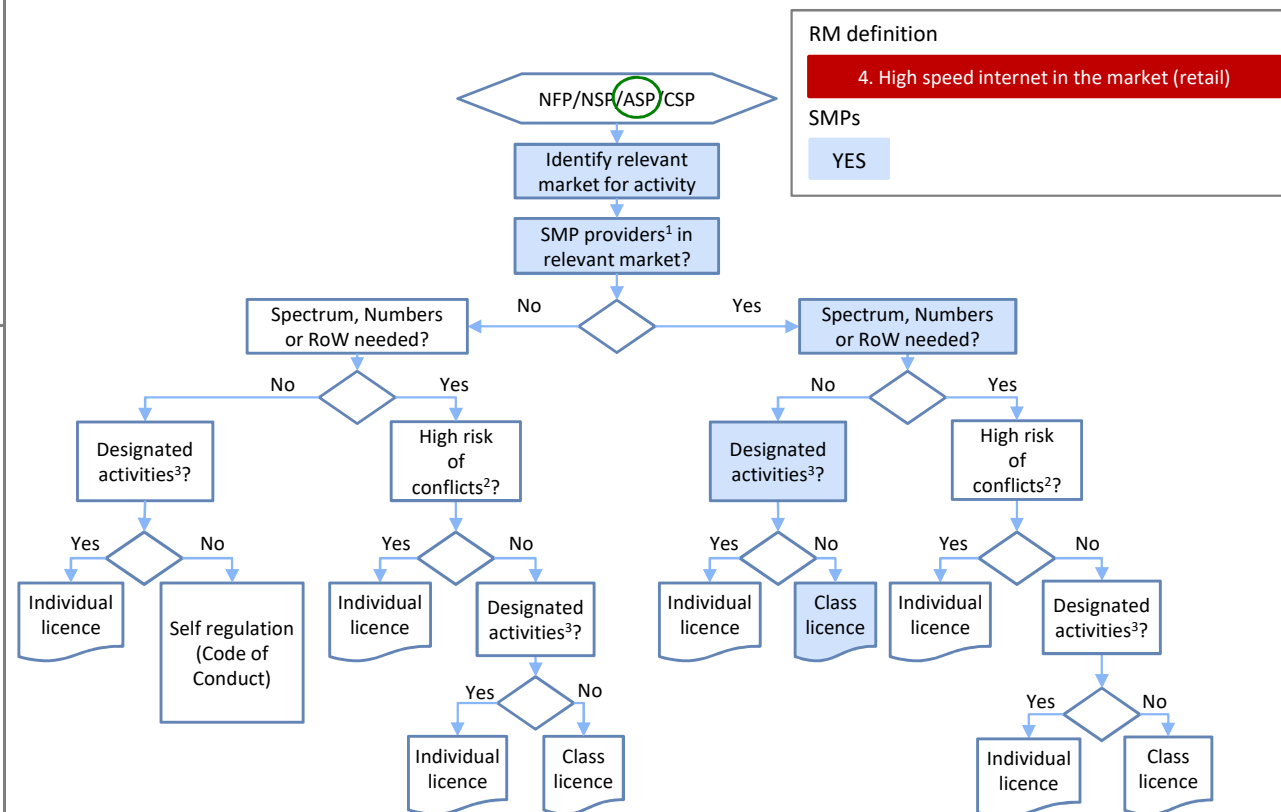 RM definition
4. High speed internet in the market (retail)
SMPs
YES
NFP/NSP/ASP/CSP
Identify relevant
market for activity
SMP providers¹ in
relevant market?
No
Yes
Spectrum, Numbers
or RoW needed?
Spectrum, Numbers
or RoW needed?
No
Yes
No
Yes
Designated
activities³?
High risk
of
conflicts²?
Designated
activities³?
High risk
of
conflicts²?
Yes
No
Yes
No
Yes
No
Yes
No
Individual
licence
Self regulation
(Code of
Conduct)
Individual
licence
Designated
activities³?
Individual
licence
Class
licence
Individual
licence
Designated
activities³?
Yes
No
Yes
No
Individual
licence
Class
licence
Individual
licence
Class
licence